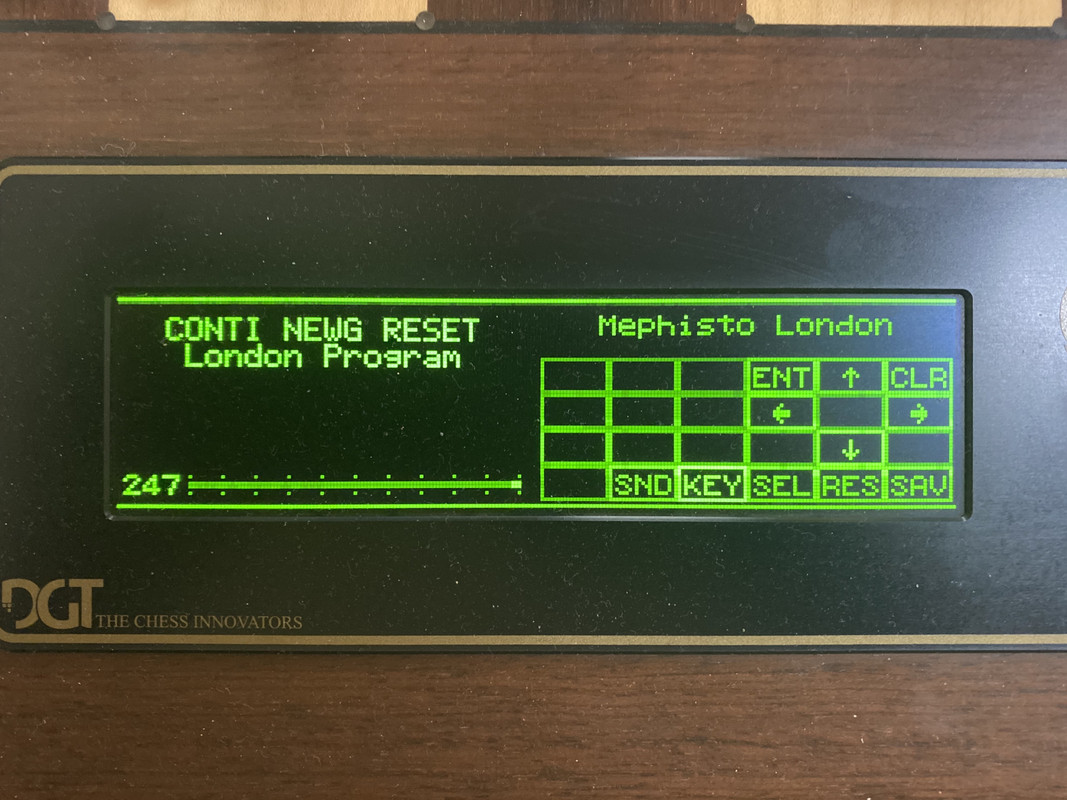 CONTI NEWG RESET
London Program
247
Mephisto London
ENT ↑ CLR
← →
↓
SND KEY SEL RES SAV
DGT THE CHESS INNOVATORS